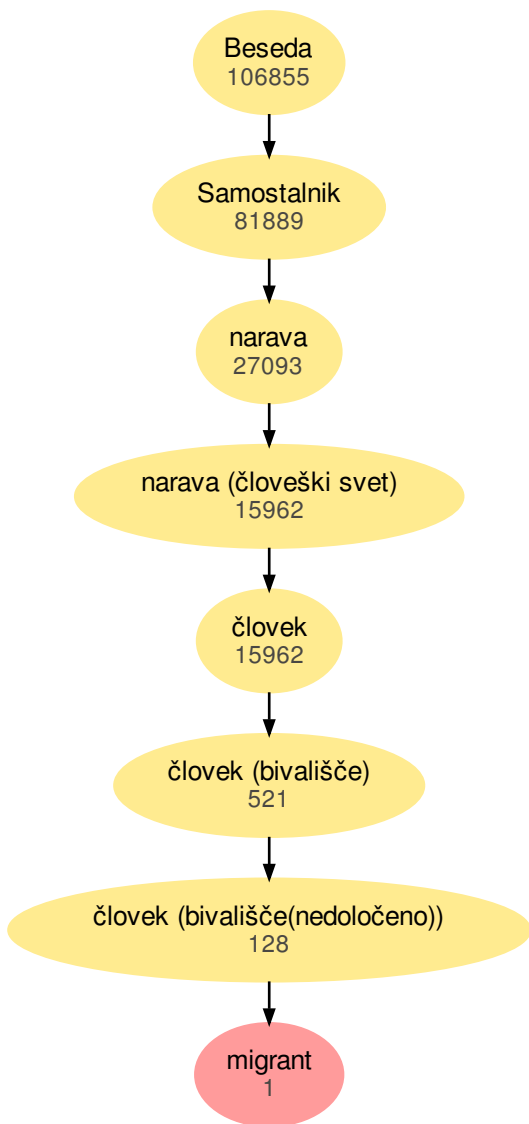 Beseda
106855
Samostalnik
81889
narava
27093
narava (človeški svet)
15962
človek
15962
človek (bivališče)
521
človek (bivališče(nedoločeno))
128
migrant
1